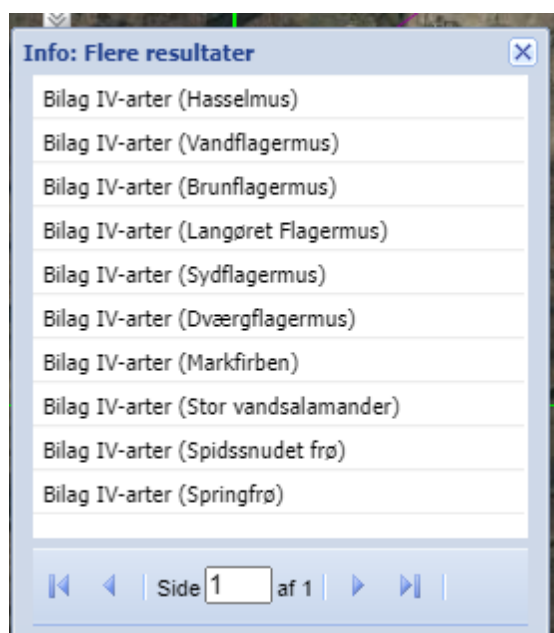 Info: Flere resultater
Bilag IV-arter (Hasselmus)
Bilag IV-arter (Vandflagermus)
Bilag IV-arter (Brunflagermus)
Bilag IV-arter (Langøret Flagermus)
Bilag IV-arter (Sydflagermus)
Bilag IV-arter (Dværgflagermus)
Bilag IV-arter (Markfirben)
Bilag IV-arter (Stor vandsalamander)
Bilag IV-arter (Spidssnudet frø)
Bilag IV-arter (Springfrø)
Side 1 af 1